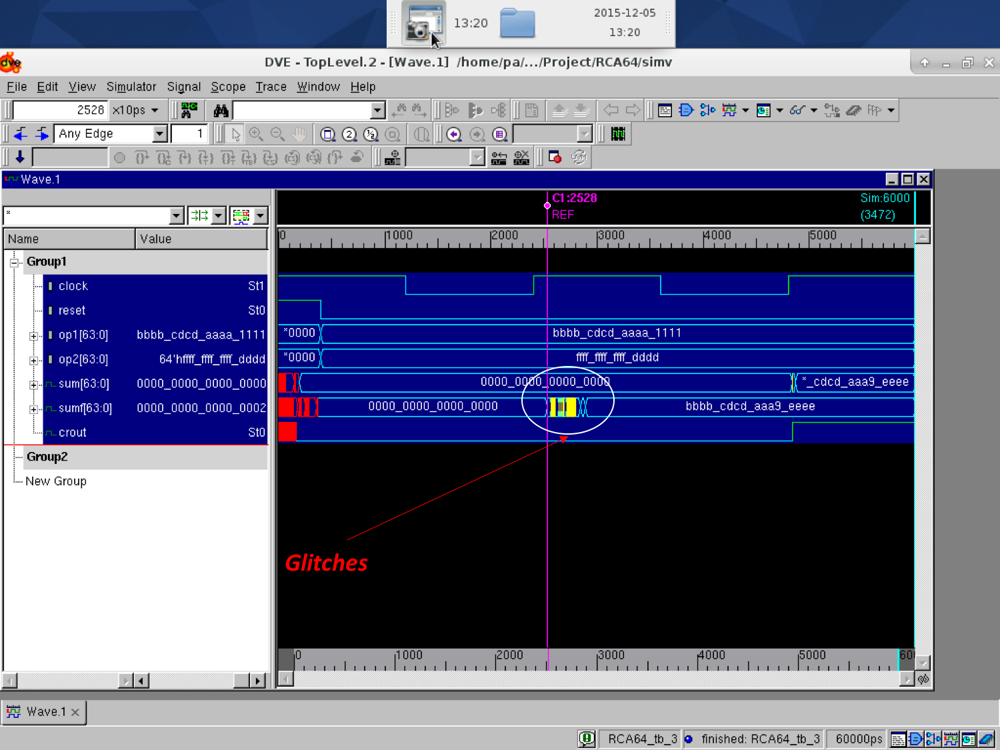 13:20
2015-12-05
13:20
dve
DVE - TopLevel.2 - [Wave.1] /home/pa/.../Project/RCA64/simv
File Edit View Simulator Signal Scope Trace Window Help
2528 x10ps
Any Edge 1
Wave.1
C1:2528
REF
Sim:6000
(3472)
*
Name Value
0 1000 2000 3000 4000 5000
Group1
clock St1
reset St0
op1[63:0] bbbb_cdcd_aaaa_1111 *0000 bbbb_cdcd_aaaa_1111
op2[63:0] 64'hffff_ffff_ffff_dddd *0000 ffff_ffff_ffff_dddd
sum[63:0] 0000_0000_0000_0000 0000_0000_0000_0000 *_cdcd_aaa9_eeee
sumf[63:0] 0000_0000_0000_0002 0000_0000_0000_0000 bbbb_cdcd_aaa9_eeee
crout St0
Group2
New Group
Glitches
0 1000 2000 3000 4000 5000 60
Wave.1
RCA64_tb_3 finished: RCA64_tb_3 60000ps